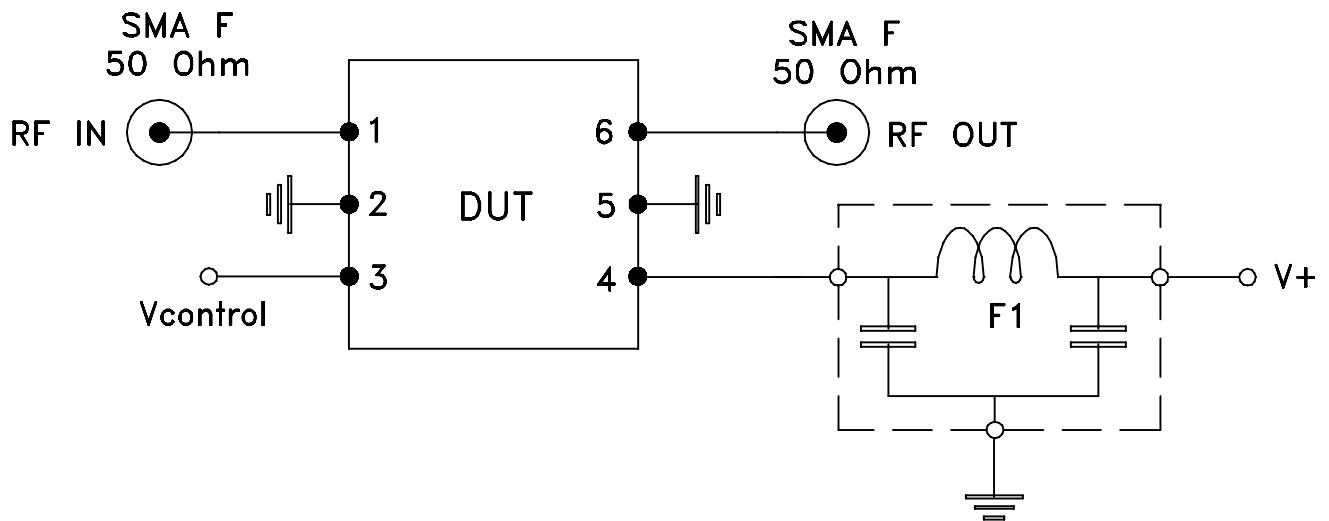 SMA F
50 Ohm
SMA F
50 Ohm
RF IN
1
6
RF OUT
2
DUT
5
3
4
V+
Vcontrol
F1